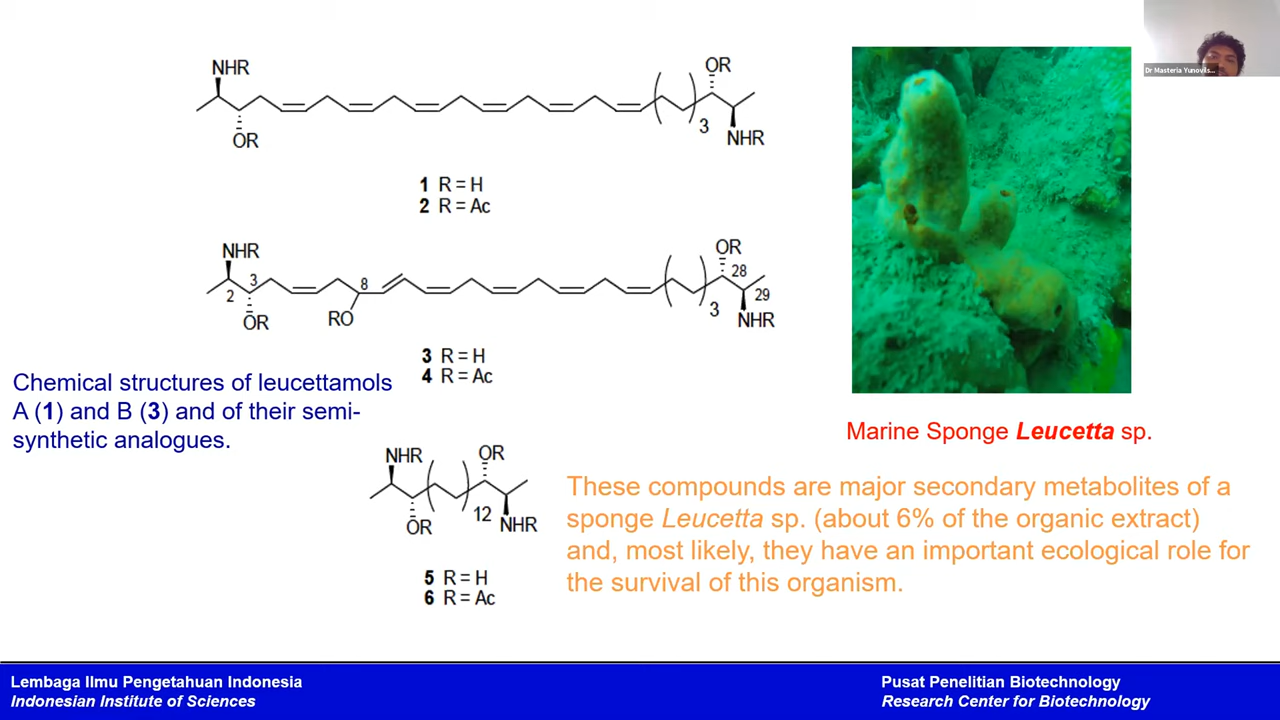 NHR
OR
OR
3
NHR
1 R = H
2 R = Ac
NHR
3
2
OR
8
RO
OR
28
29
3
NHR
3 R = H
4 R = Ac
Chemical structures of leucettamols
A (1) and B (3) and of their semi-
synthetic analogues.
NHR
OR
OR
12
NHR
5 R = H
6 R = Ac
Dr Masteria Yunovils...
Marine Sponge Leucetta sp.
These compounds are major secondary metabolites of a
sponge Leucetta sp. (about 6% of the organic extract)
and, most likely, they have an important ecological role for
the survival of this organism.
Lembaga Ilmu Pengetahuan Indonesia
Indonesian Institute of Sciences
Pusat Penelitian Biotechnology
Research Center for Biotechnology